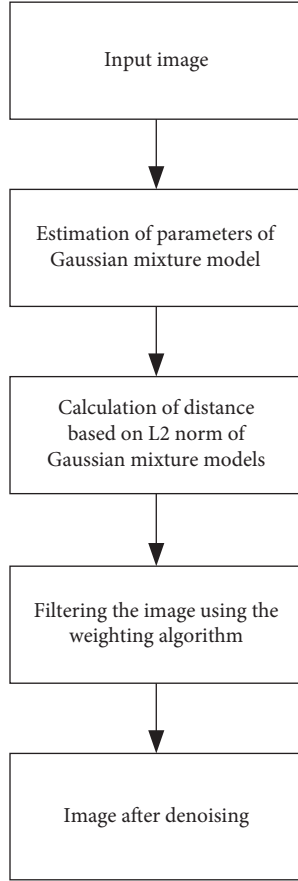 Input image
Estimation of parameters of
Gaussian mixture model
Calculation of distance
based on L2 norm of
Gaussian mixture models
Filtering the image using the
weighting algorithm
Image after denoising